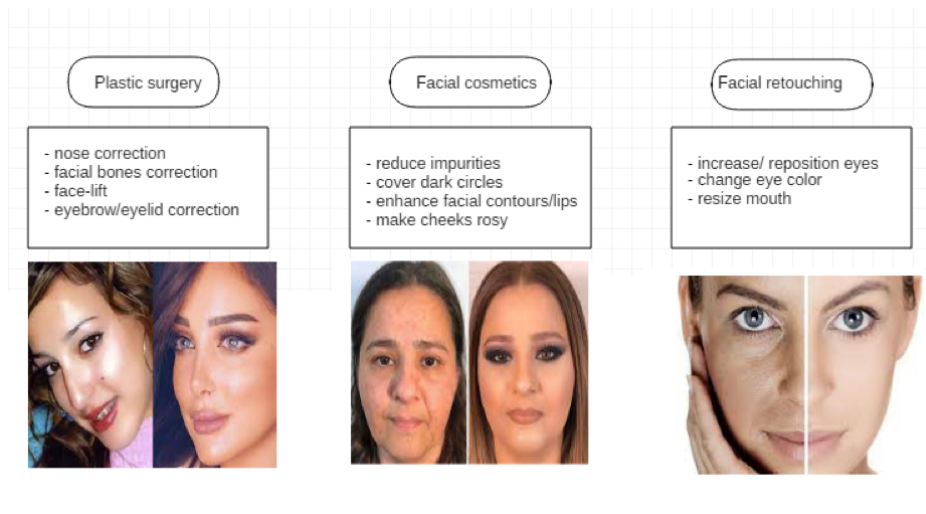 Plastic surgery
- nose correction
- facial bones correction
- face-lift
- eyebrow/eyelid correction
Facial cosmetics
- reduce impurities
- cover dark circles
- enhance facial contours/lips
- make cheeks rosy
Facial retouching
- increase/ reposition eyes
- change eye color
- resize mouth